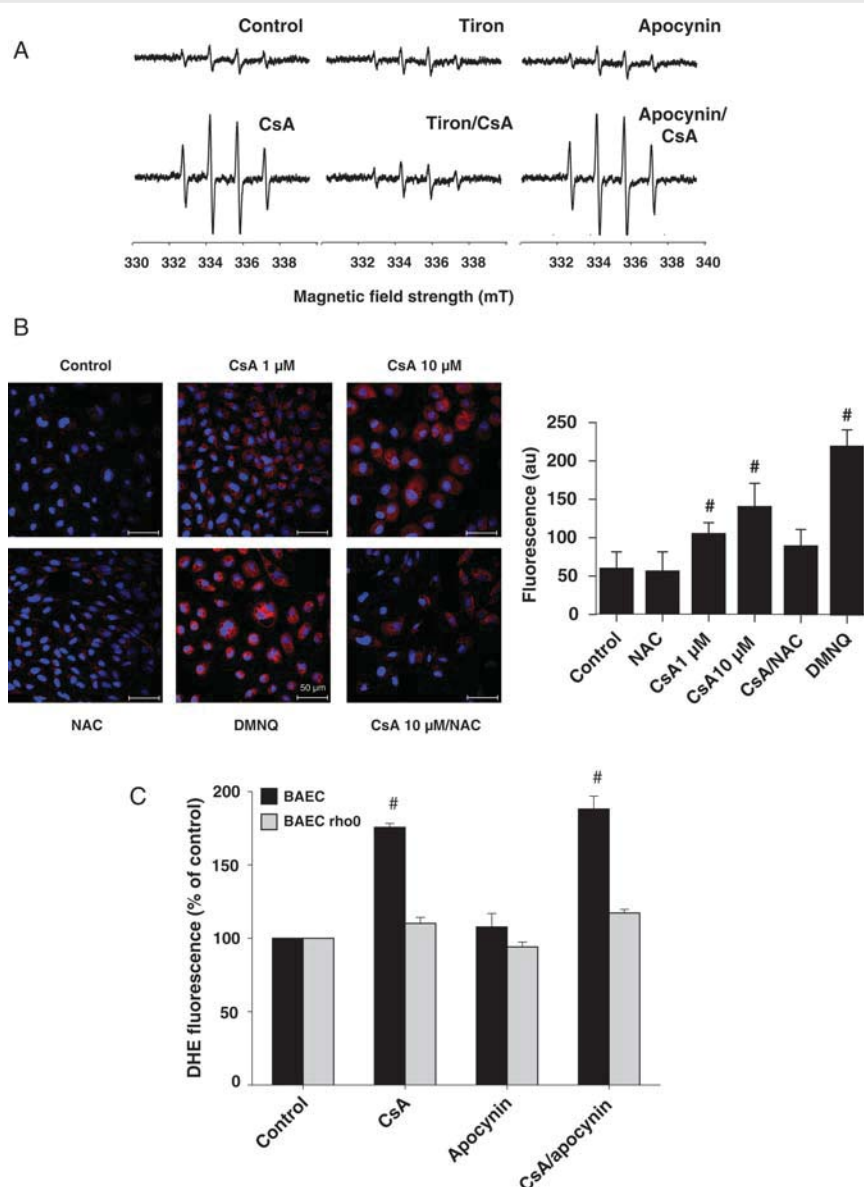 A
Control
Tiron
Apocynin
CsA
Tiron/CsA
Apocynin/
CsA
330 332 334 336 338 332 334 336 338 332 334 336 338 340
Magnetic field strength (mT)
B
Control
CsA 1 µM
CsA 10 µM
50 µm
NAC
DMNQ
CsA 10 µM/NAC
Fluorescence (au)
250
200
150
100
50
0
#
#
#
Control
NAC
CsA1 µM
CsA10 µM
CsA/NAC
DMNQ
C
DHE fluorescence (% of control)
200
150
100
50
0
BAEC
BAEC rho0
#
#
Control
CsA
Apocynin
CsA/apocynin